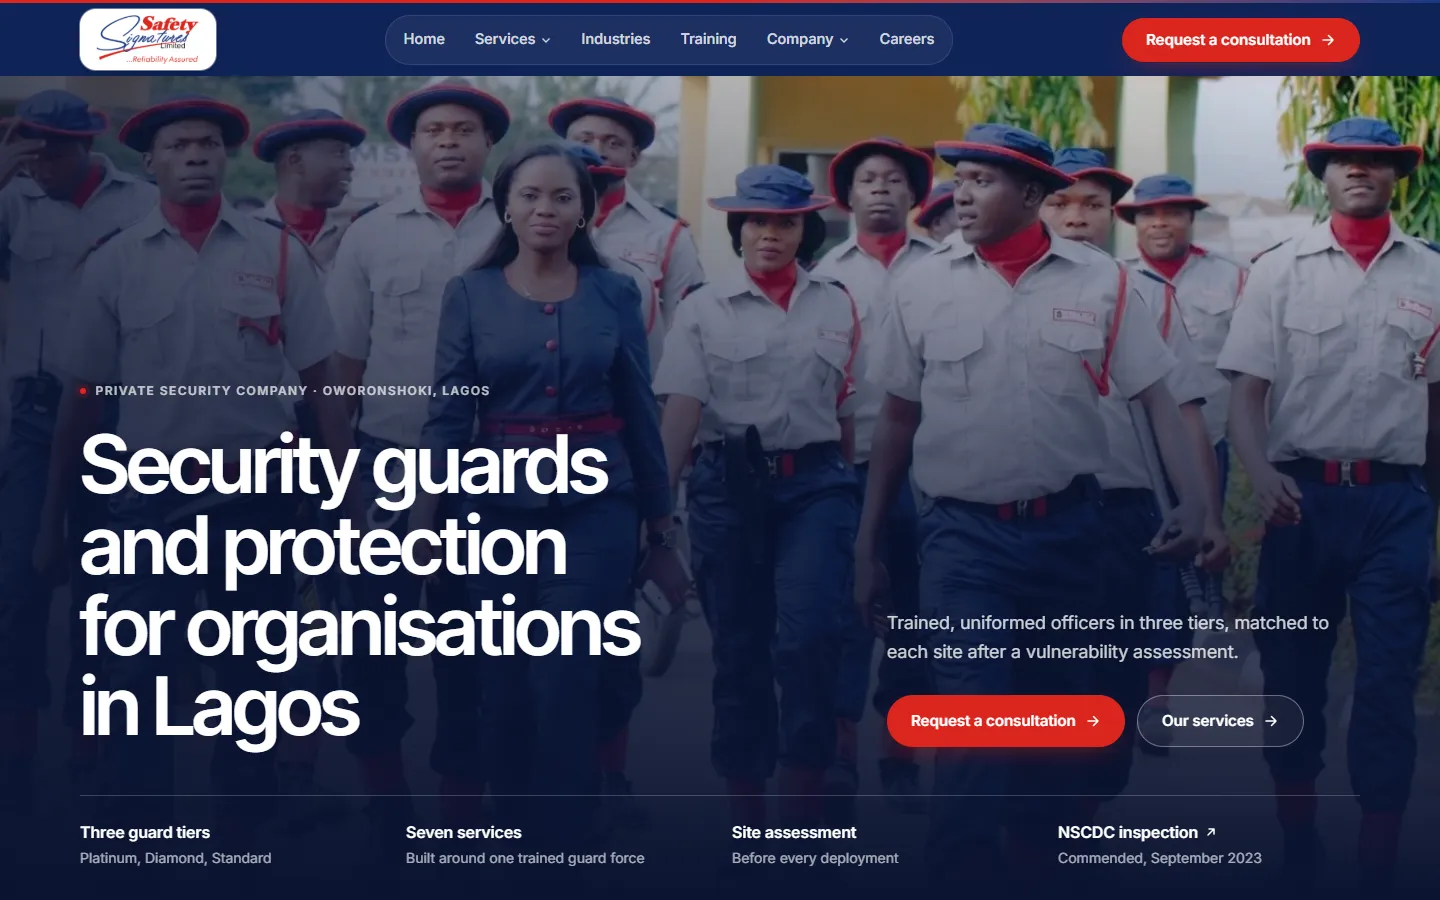 Safety
Signatures
Limited
...Reliability Assured
Home
Services
Industries
Training
Company
Careers
Request a consultation
PRIVATE SECURITY COMPANY · OWORONSHOKI, LAGOS
Security guards
and protection
for organisations
in Lagos
Trained, uniformed officers in three tiers, matched to
each site after a vulnerability assessment.
Request a consultation
Our services
Three guard tiers
Platinum, Diamond, Standard
Seven services
Built around one trained guard force
Site assessment
Before every deployment
NSCDC inspection
Commended, September 2023